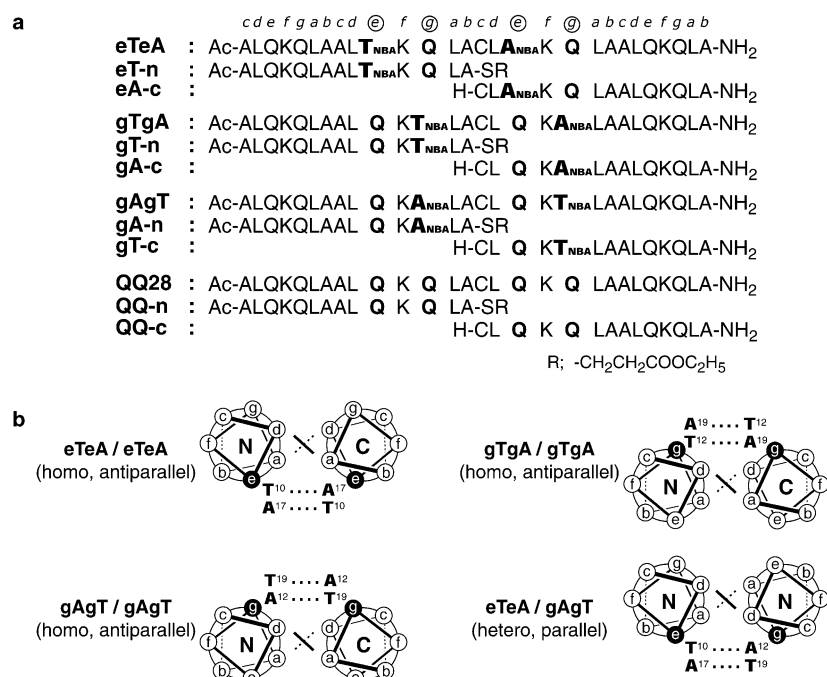 a
c d e f g a b c d e f g a b c d e f g a b c d e f g a b
eTeA : Ac-ALQKQLAALTNBAK Q LACLANBAK Q LAALQKQLA-NH2
eT-n : Ac-ALQKQLAALTNBAK Q LA-SR
eA-c : H-CLANBAK Q LAALQKQLA-NH2
gTgA : Ac-ALQKQLAAL Q KTNBALACL Q KANBALAALQKQLA-NH2
gT-n : Ac-ALQKQLAAL Q KTNBALA-SR
gA-c : H-CL Q KANBALAALQKQLA-NH2
gAgT : Ac-ALQKQLAAL Q KANBALACL Q KTNBALAALQKQLA-NH2
gA-n : Ac-ALQKQLAAL Q KANBALA-SR
gT-c : H-CL Q KTNBALAALQKQLA-NH2
QQ28 : Ac-ALQKQLAAL Q K Q LACL Q K Q LAALQKQLA-NH2
QQ-n : Ac-ALQKQLAAL Q K Q LA-SR
QQ-c : H-CL Q K Q LAALQKQLA-NH2
R; -CH2CH2COOC2H5
b
eTeA / eTeA
(homo, antiparallel)
c g d a e b f N
g c f b e a d C
T10 .... A17
A17 .... T10
gTgA / gTgA
(homo, antiparallel)
A19 .... T12
T12 .... A19
c g d a e b f N
g c f b e a d C
gAgT / gAgT
(homo, antiparallel)
T19 .... A12
A12 .... T19
c g d a e b f N
g c f b e a d C
eTeA / gAgT
(hetero, parallel)
c g d a e b f N
e b f c g d a N
T10 .... A12
A17 .... T19